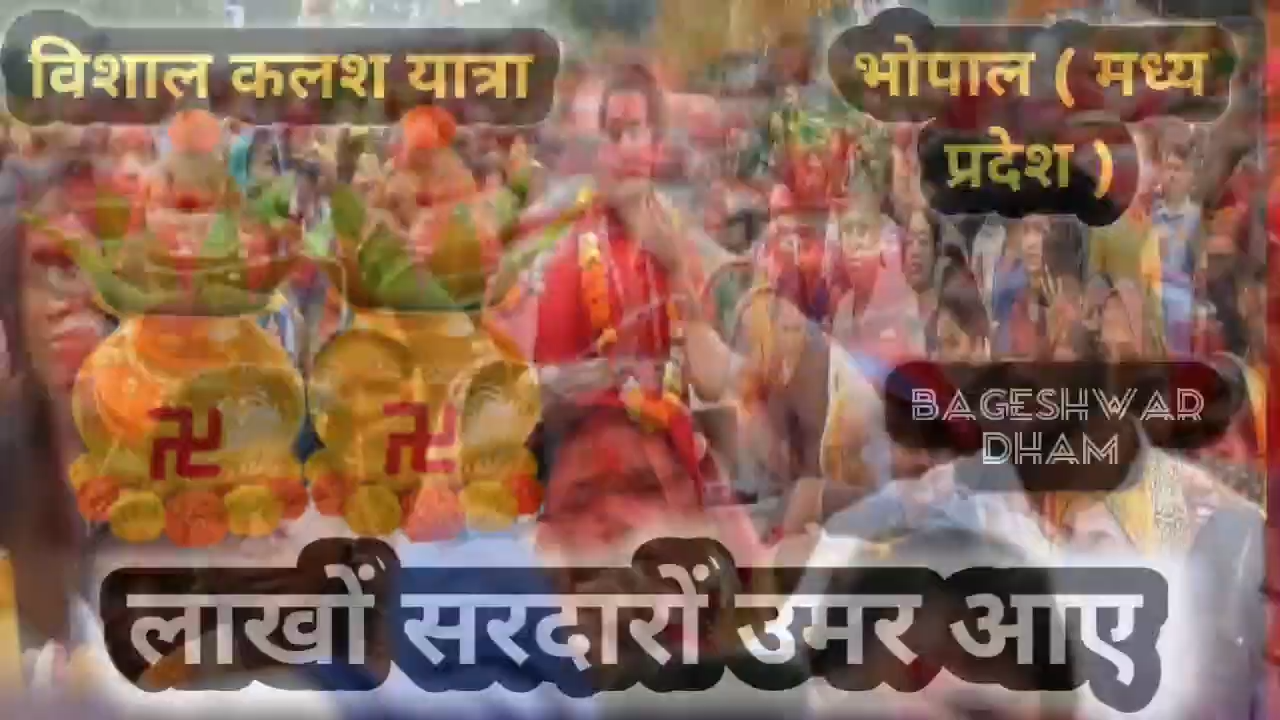 विशाल कलश यात्रा
भोपाल ( मध्य
प्रदेश )
BAGESHWAR
DHAM
लाखों सरदारों उमर आए